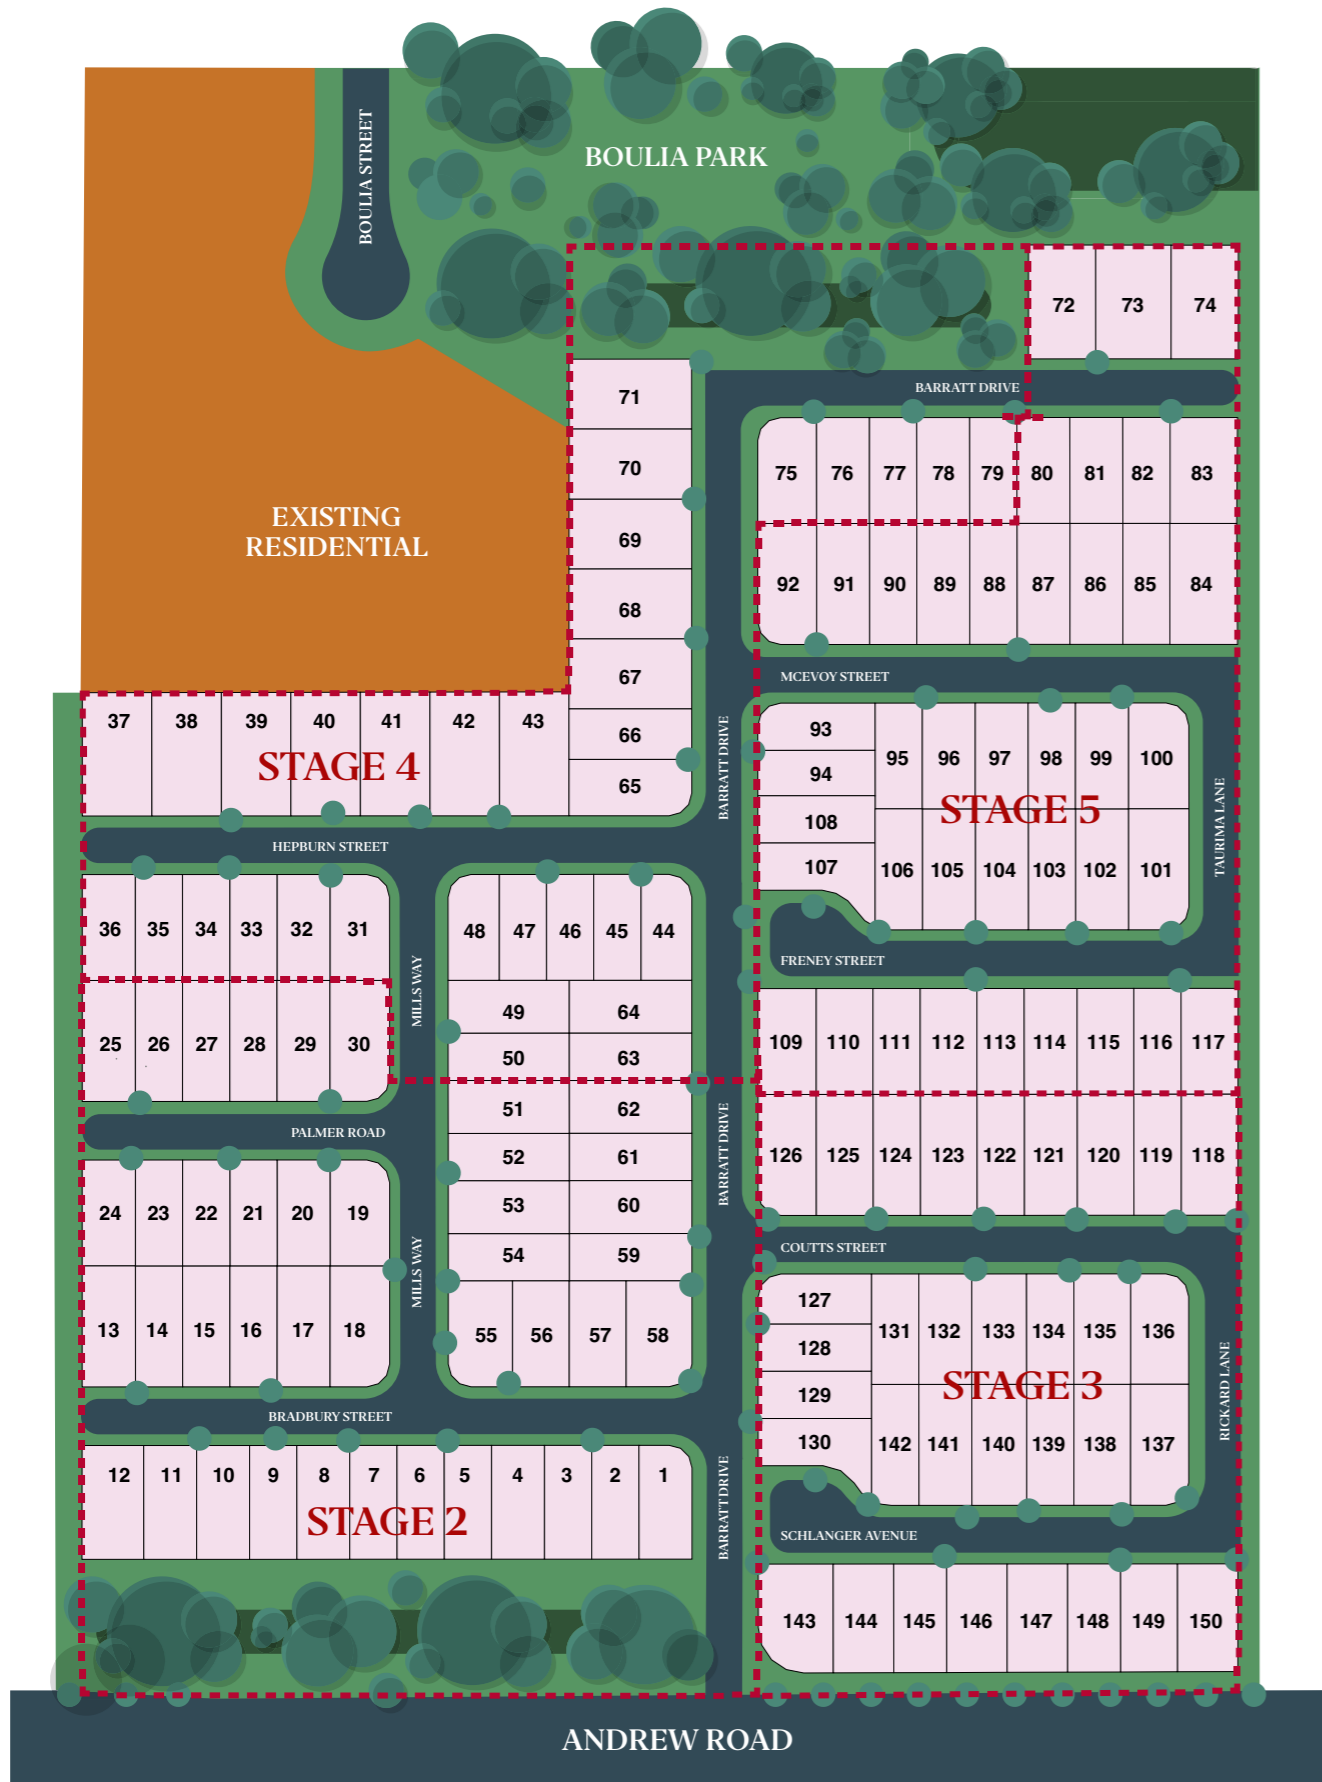 BOULIA STREET
BOULIA PARK
72 73 74
BARRATT DRIVE
71
70
69
68
67
66
65
75 76 77 78 79 80 81 82 83
92 91 90 89 88 87 86 85 84
EXISTING
RESIDENTIAL
MCEVOY STREET
37 38 39 40 41 42 43
STAGE 4
BARRATT DRIVE
93
94
108
107
95 96 97 98 99 100
STAGE 5
106 105 104 103 102 101
TAURIMA LANE
HEPBURN STREET
36 35 34 33 32 31
25 26 27 28 29 30
MILLS WAY
48 47 46 45 44
49 64
50 63
51 62
52 61
53 60
54 59
55 56 57 58
FRENEY STREET
109 110 111 112 113 114 115 116 117
126 125 124 123 122 121 120 119 118
BARRATT DRIVE
PALMER ROAD
24 23 22 21 20 19
13 14 15 16 17 18
MILLS WAY
COUTTS STREET
127
128
129
130
131 132 133 134 135 136
STAGE 3
142 141 140 139 138 137
RICKARD LANE
BRADBURY STREET
12 11 10 9 8 7 6 5 4 3 2 1
STAGE 2
BARRATT DRIVE
SCHLANGER AVENUE
143 144 145 146 147 148 149 150
ANDREW ROAD